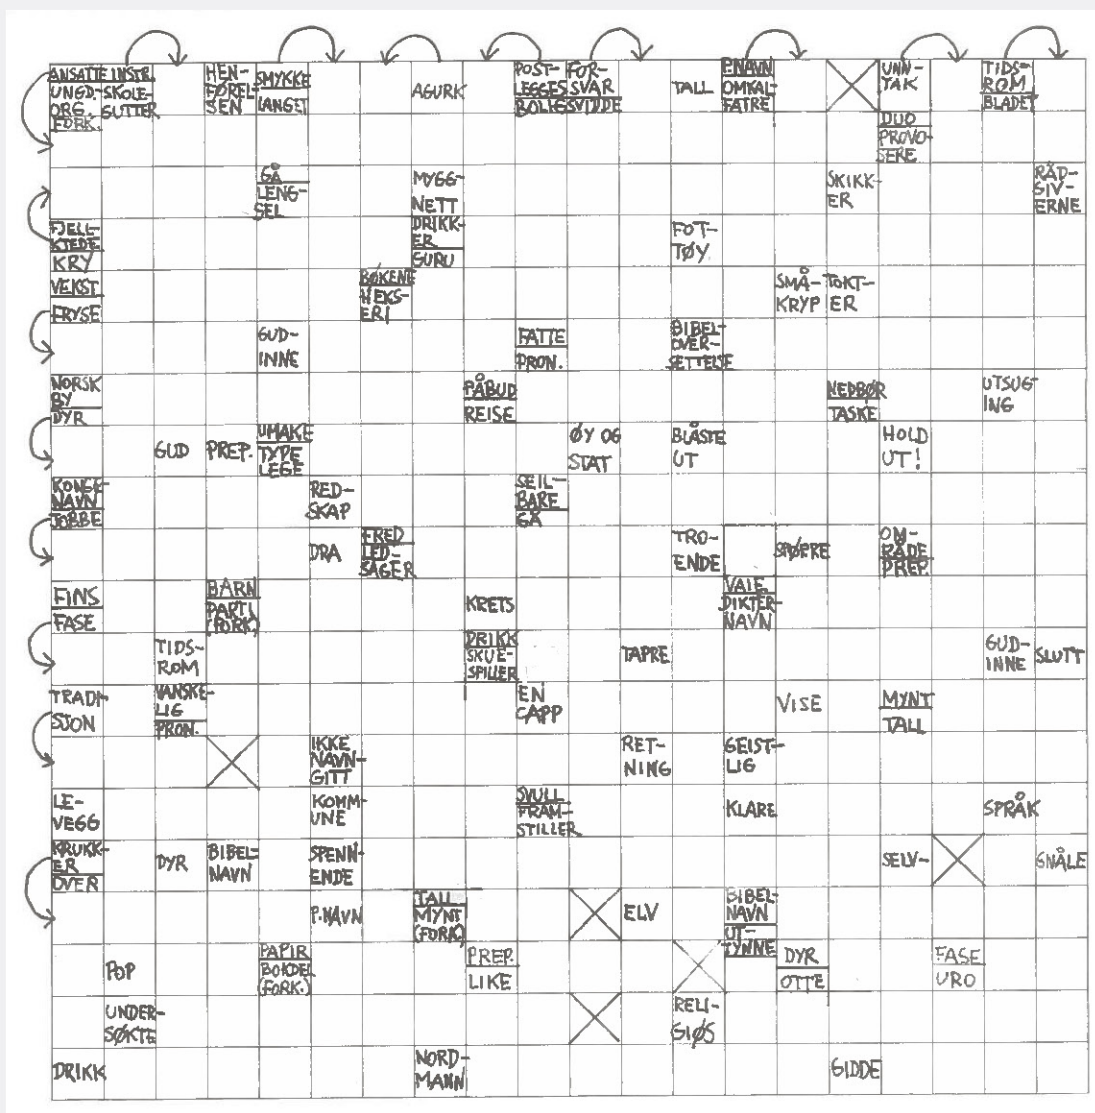 ANSATTE
UNGD.-
ORG.
FORK.
INSTR.
SKOLE-
GUTTER
HEN-
FØREL-
SEN
SMYKKE
LANGET
AGURK
POST-
LEGGES
BOLIG
FOR-
SVAR
SVIDDE
TALL
P.NAVN
OMKAL-
FATRE
UNN-
TAK
TIDS-
ROM
BLADET
DUO
PROVO-
SERE
GÅ
LENG-
SEL
MYGG-
NETT
SKIKK-
ER
RÅD-
GIV-
ERNE
FJELL-
KJEDE
KRY
DRIKK-
ER
GURU
FOT-
TØY
VEKST
FRYSE
BØKENE
HEKS-
ERI
SMÅ-
KRYP
TOKT-
ER
GUD-
INNE
FATTE
PRON.
BIBEL-
OVER-
SETTELSE
NORSK
BY
DYR
PÅBUD
REISE
NEDBØR
TASKE
UTSUG-
ING
GUD
PREP.
UMAKE
TYPE
LEGE
ØY OG
STAT
BLÅSTE
UT
HOLD
UT!
KONGE-
NAVN
JOBBE
RED-
SKAP
SEIL-
BARE
GÅ
DRA
FRED
LED-
SAGER
TRO-
ENDE
SPØRRE
OM-
RÅDE
PREP.
FINS
FASE
BARN
PARTI
(FORK.)
KRETS
VAIE
DIKTER-
NAVN
TIDS-
ROM
DRIKK
SKUE-
SPILLER
TAPRE
GUD-
INNE
SLUTT
TRADI-
SJON
VANSKE-
LIG
PRON.
EN
CAPP
VISE
MYNT
TALL
IKKE
NAVN-
GITT
RET-
NING
GEIST-
LIG
LE-
VEGG
KOMM-
UNE
SVULL
FRAM-
STILLER
KLARE
SPRÅK
KRUKK-
ER
OVER
DYR
BIBEL-
NAVN
SPENN-
ENDE
SELV-
GNÅLE
P.NAVN
TALL
MYNT
(FORK.)
ELV
BIBEL-
NAVN
UT-
TYNNE
POP
PAPIR
BOKDEL
(FORK.)
PREP.
LIKE
DYR
OTTE
FASE
URO
UNDER-
SØKTE
RELI-
GIØS
DRIKK
NORD-
MANN
GIDDE